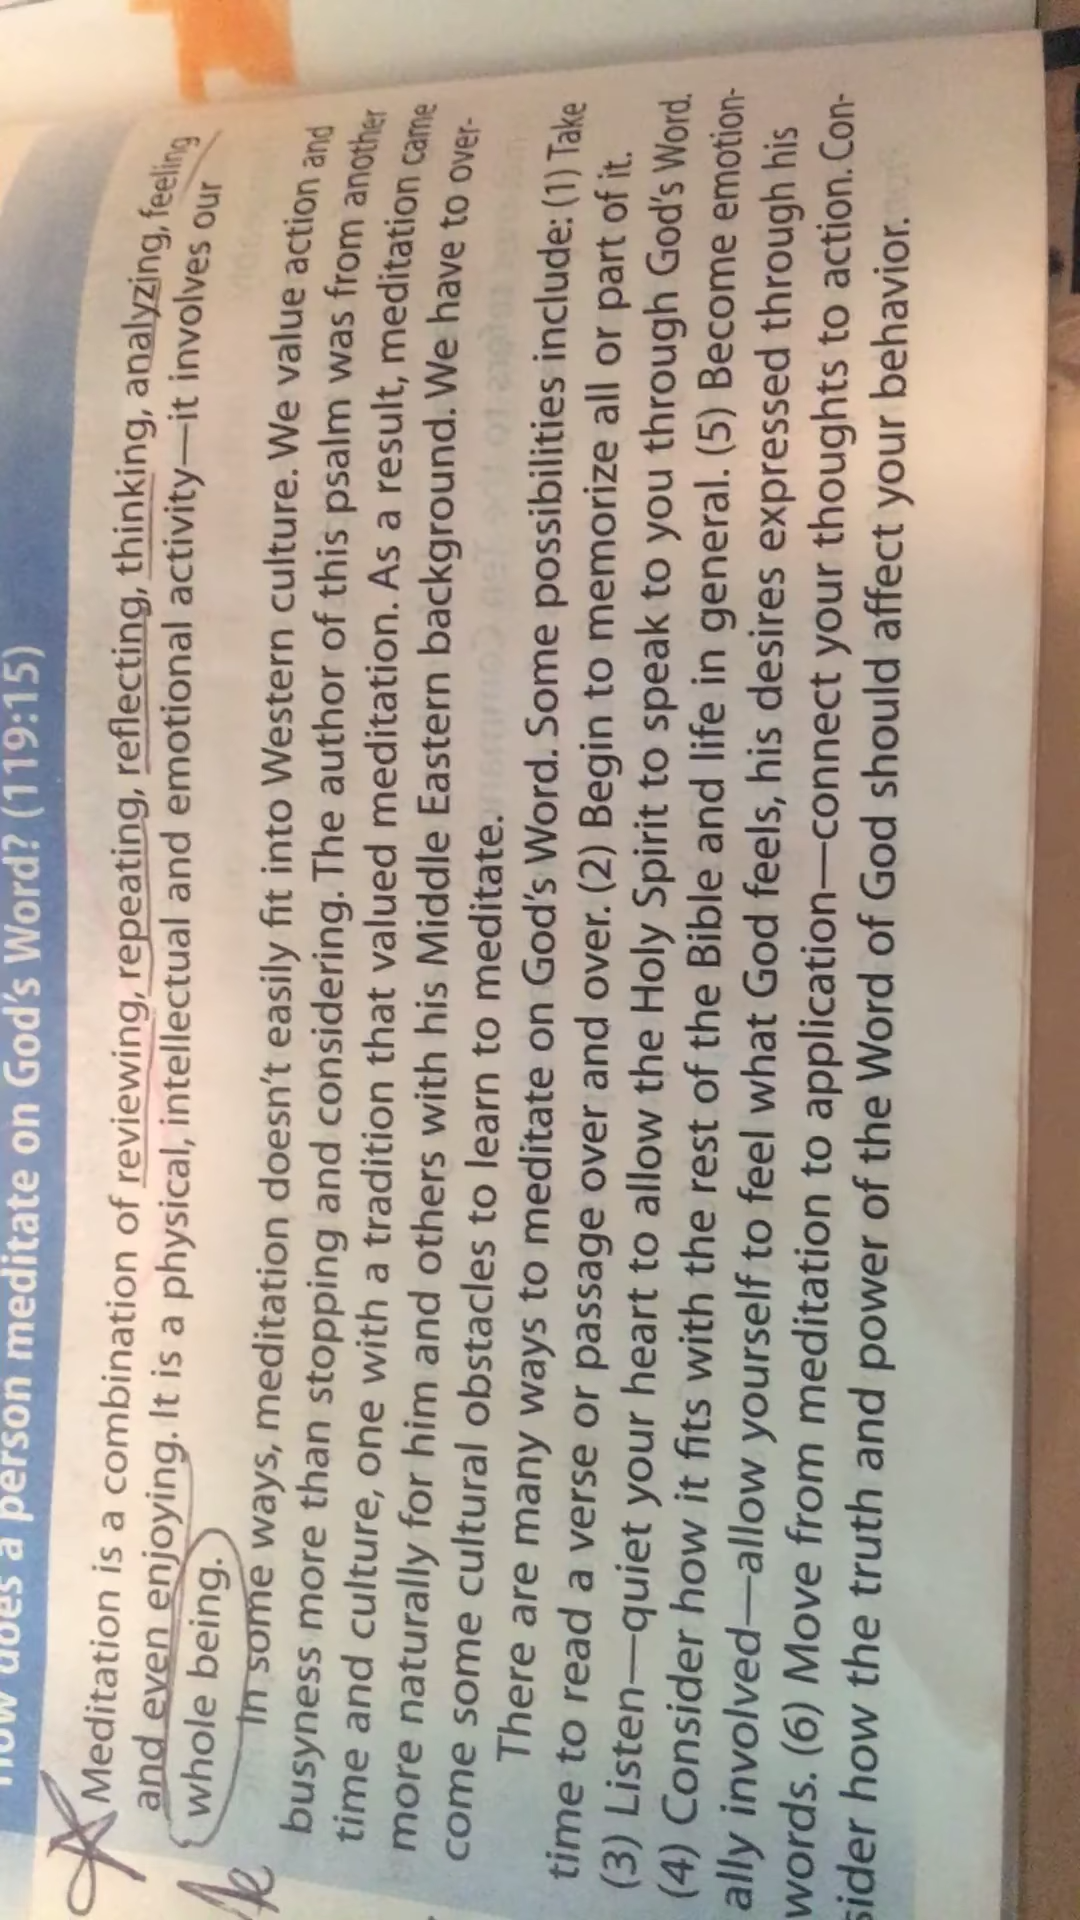 How does a person meditate on God's Word? (119:15)
Meditation is a combination of reviewing, repeating, reflecting, thinking, analyzing, feeling
and even enjoying. It is a physical, intellectual and emotional activity—it involves our
whole being.
In some ways, meditation doesn't easily fit into Western culture. We value action and
busyness more than stopping and considering. The author of this psalm was from another
time and culture, one with a tradition that valued meditation. As a result, meditation came
more naturally for him and others with his Middle Eastern background. We have to over-
come some cultural obstacles to learn to meditate.
There are many ways to meditate on God's Word. Some possibilities include: (1) Take
time to read a verse or passage over and over. (2) Begin to memorize all or part of it.
(3) Listen—quiet your heart to allow the Holy Spirit to speak to you through God's Word.
(4) Consider how it fits with the rest of the Bible and life in general. (5) Become emotion-
ally involved—allow yourself to feel what God feels, his desires expressed through his
words. (6) Move from meditation to application—connect your thoughts to action. Con-
sider how the truth and power of the Word of God should affect your behavior.